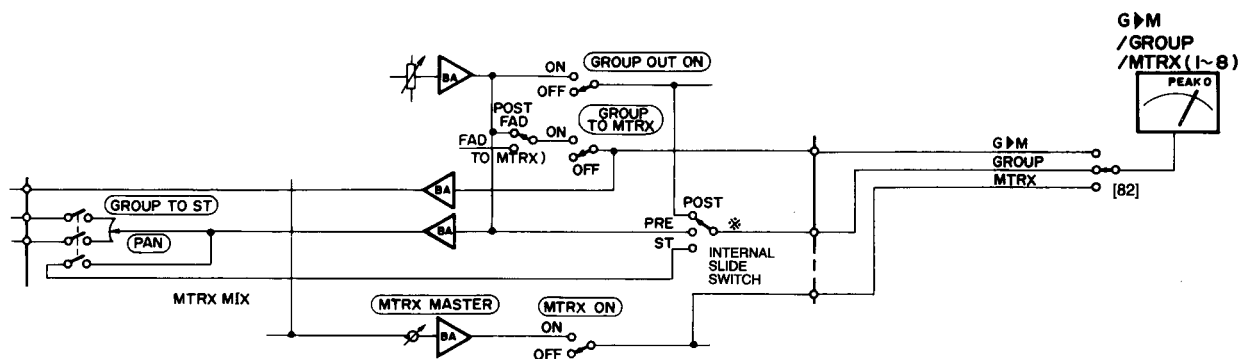 G▶M
/GROUP
/MTRX(1~8)
PEAK O
BA
ON
GROUP OUT ON
OFF
POST
FAD
ON
GROUP
TO MTRX
FAD
TO MTRX)
OFF
G▶M
GROUP
MTRX
[82]
BA
GROUP TO ST
BA
PAN
POST
PRE
※
ST
INTERNAL
SLIDE
SWITCH
MTRX MIX
MTRX MASTER
BA
MTRX ON
ON
OFF